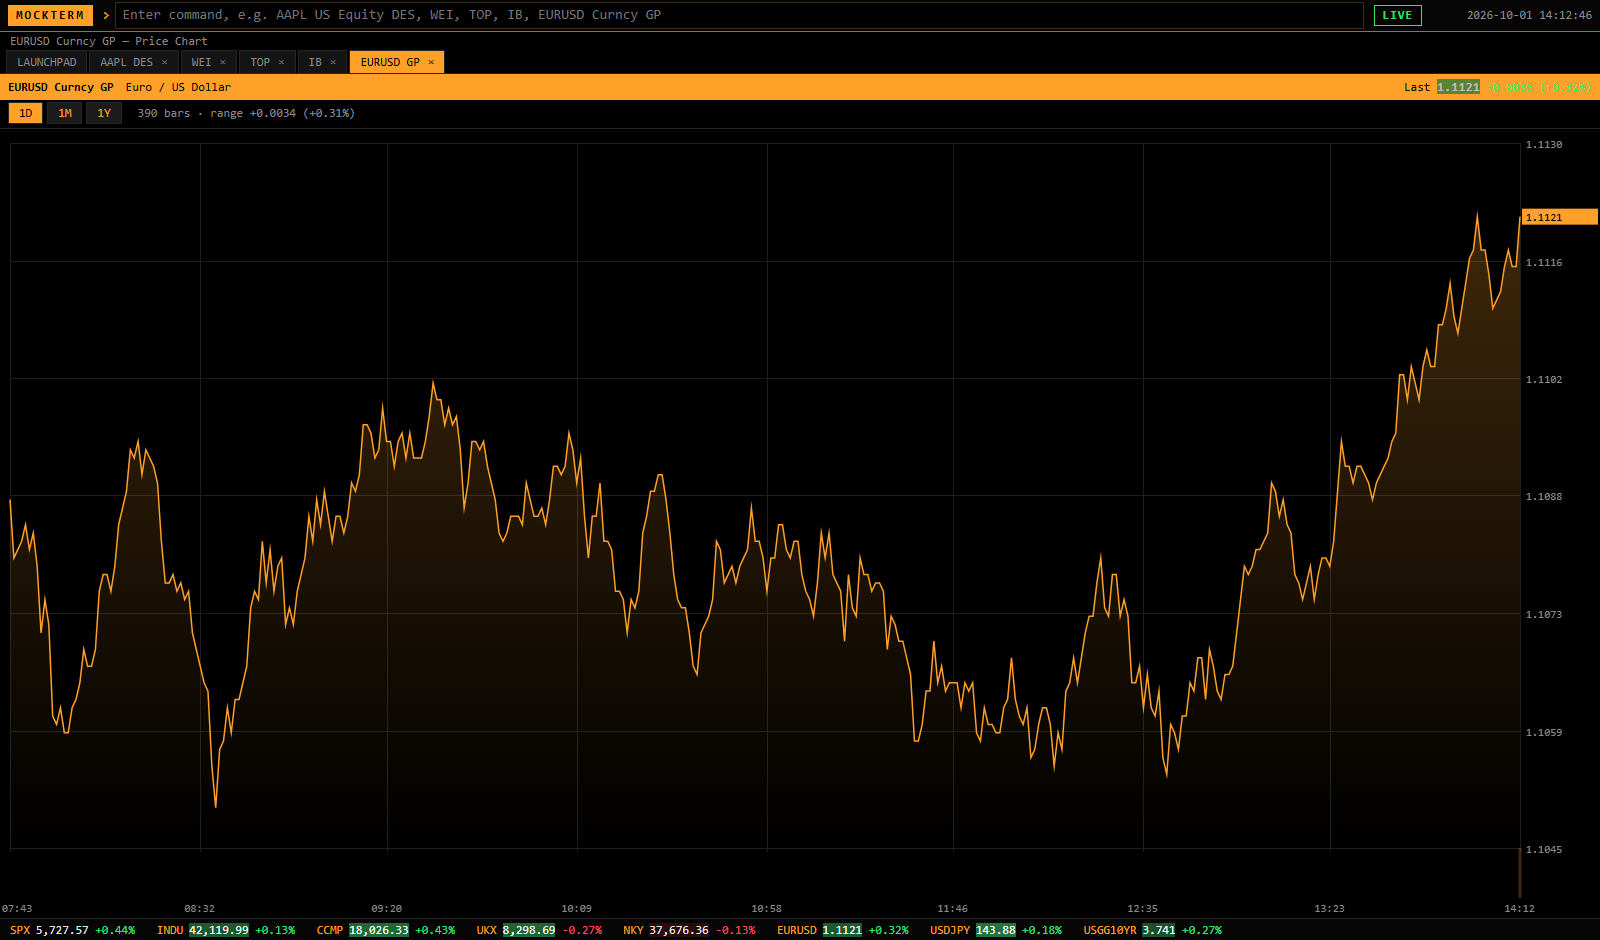 MOCKTERM > Enter command, e.g. AAPL US Equity DES, WEI, TOP, IB, EURUSD Curncy GP LIVE 2026-10-01 14:12:46
EURUSD Curncy GP — Price Chart
LAUNCHPAD AAPL DES × WEI × TOP × IB × EURUSD GP ×
EURUSD Curncy GP Euro / US Dollar Last 1.1121 +0.0036 (+0.32%)
1D 1M 1Y 390 bars · range +0.0034 (+0.31%)
1.1130
1.1121
1.1116
1.1102
1.1088
1.1073
1.1059
1.1045
07:43 08:32 09:20 10:09 10:58 11:46 12:35 13:23 14:12
SPX 5,727.57 +0.44% INDU 42,119.99 +0.13% CCMP 18,026.33 +0.43% UKX 8,298.69 -0.27% NKY 37,676.36 -0.13% EURUSD 1.1121 +0.32% USDJPY 143.88 +0.18% USGG10YR 3.741 +0.27%